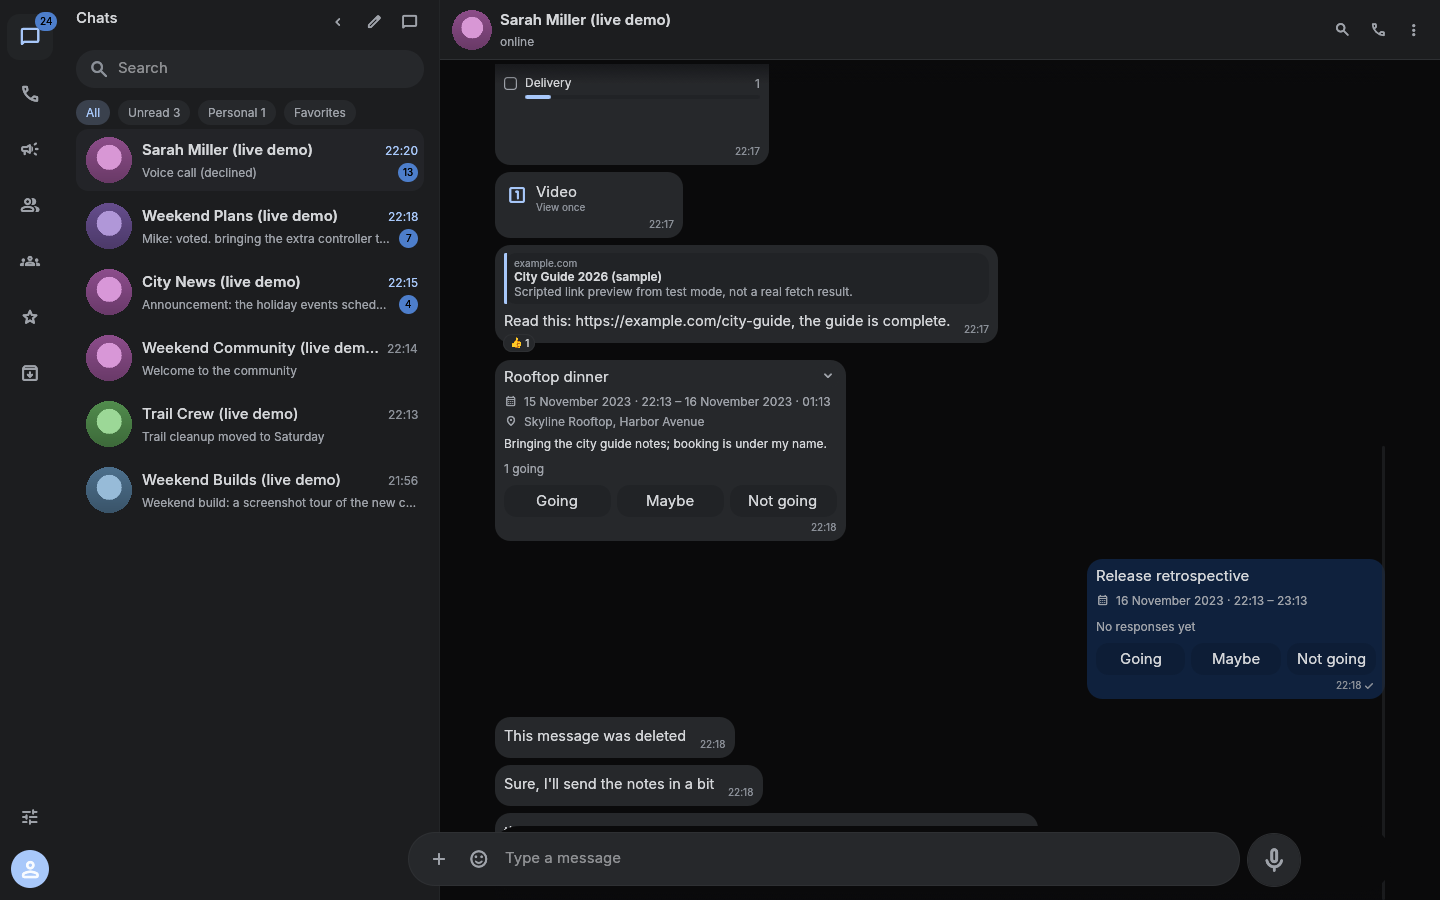 24
Chats
Search
All
Unread 3
Personal 1
Favorites
Sarah Miller (live demo)
22:20
Voice call (declined)
13
Weekend Plans (live demo)
22:18
Mike: voted. bringing the extra controller t...
7
City News (live demo)
22:15
Announcement: the holiday events sched...
4
Weekend Community (live dem...
22:14
Welcome to the community
Trail Crew (live demo)
22:13
Trail cleanup moved to Saturday
Weekend Builds (live demo)
21:56
Weekend build: a screenshot tour of the new c...
Sarah Miller (live demo)
online
Delivery
1
22:17
1
Video
View once
22:17
example.com
City Guide 2026 (sample)
Scripted link preview from test mode, not a real fetch result.
Read this: https://example.com/city-guide, the guide is complete.
22:17
👍 1
Rooftop dinner
15 November 2023 · 22:13 – 16 November 2023 · 01:13
Skyline Rooftop, Harbor Avenue
Bringing the city guide notes; booking is under my name.
1 going
Going
Maybe
Not going
22:18
Release retrospective
16 November 2023 · 22:13 – 23:13
No responses yet
Going
Maybe
Not going
22:18
This message was deleted
22:18
Sure, I'll send the notes in a bit
22:18
Type a message